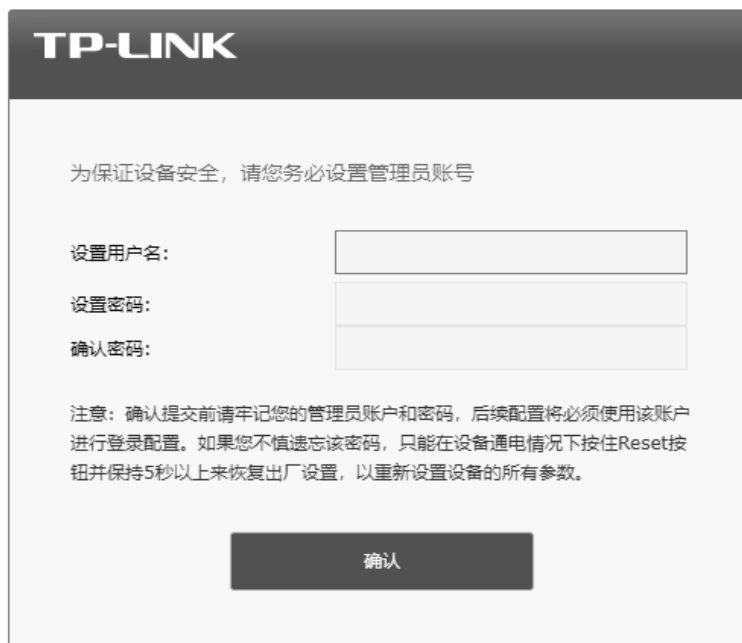 TP-LINK
为保证设备安全，请您务必设置管理员账号
设置用户名：
设置密码：
确认密码：
注意：确认提交前请牢记您的管理员账户和密码，后续配置将必须使用该账户
进行登录配置。如果您不慎遗忘该密码，只能在设备通电情况下按住Reset按
钮并保持5秒以上来恢复出厂设置，以重新设置设备的所有参数。
确认